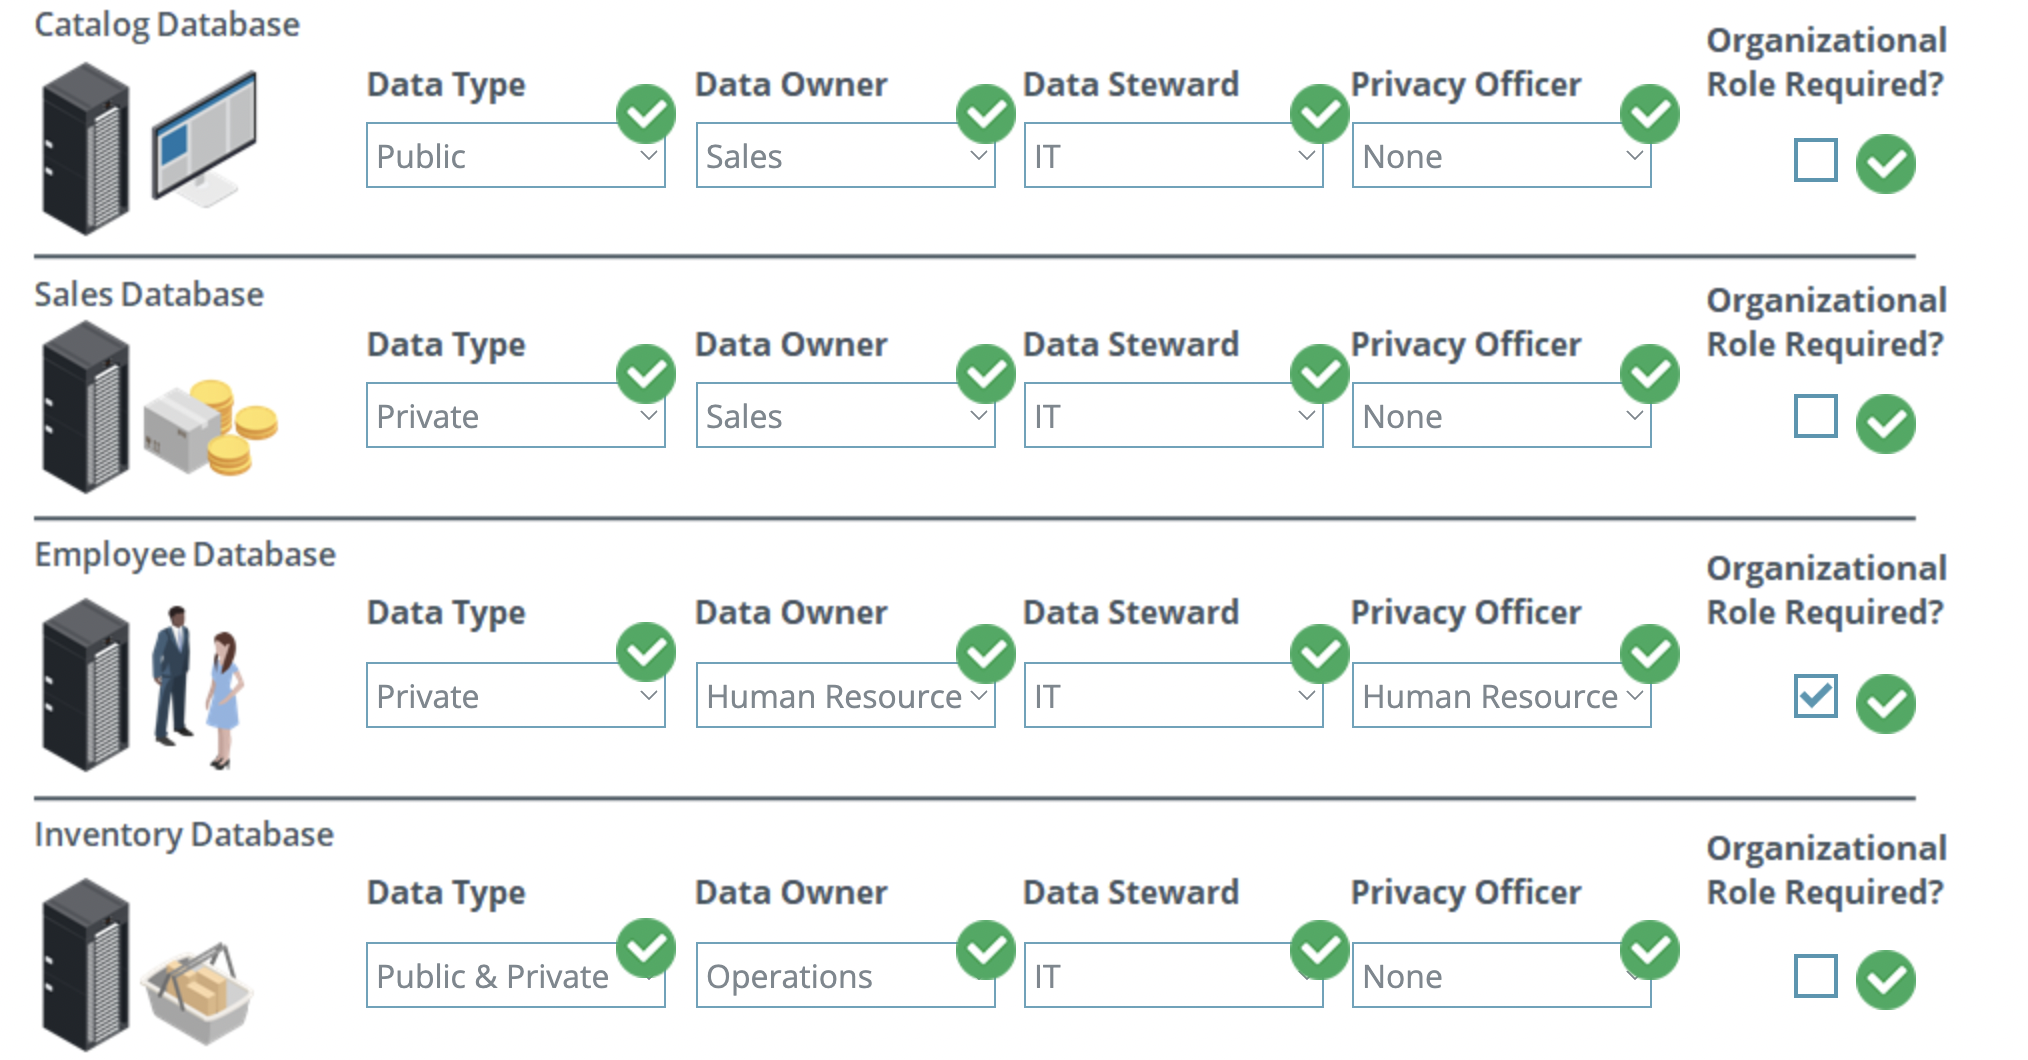 Catalog Database
Organizational
Data Type Data Owner Data Steward Privacy Officer Role Required?
Public Sales IT None
Sales Database
Organizational
Data Type Data Owner Data Steward Privacy Officer Role Required?
Private Sales IT None
Employee Database
Organizational
Data Type Data Owner Data Steward Privacy Officer Role Required?
Private Human Resource IT Human Resource
Inventory Database
Organizational
Data Type Data Owner Data Steward Privacy Officer Role Required?
Public & Private Operations IT None